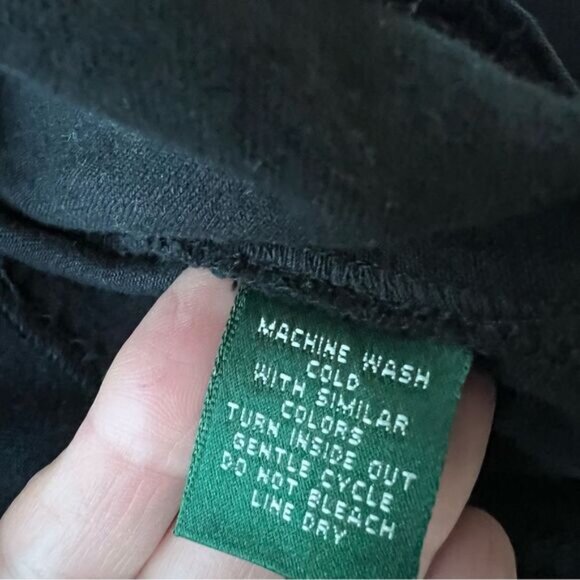 MACHINE WASH
COLD
WITH SIMILAR
COLORS
TURN INSIDE OUT
GENTLE CYCLE
DO NOT BLEACH
LINE DRY